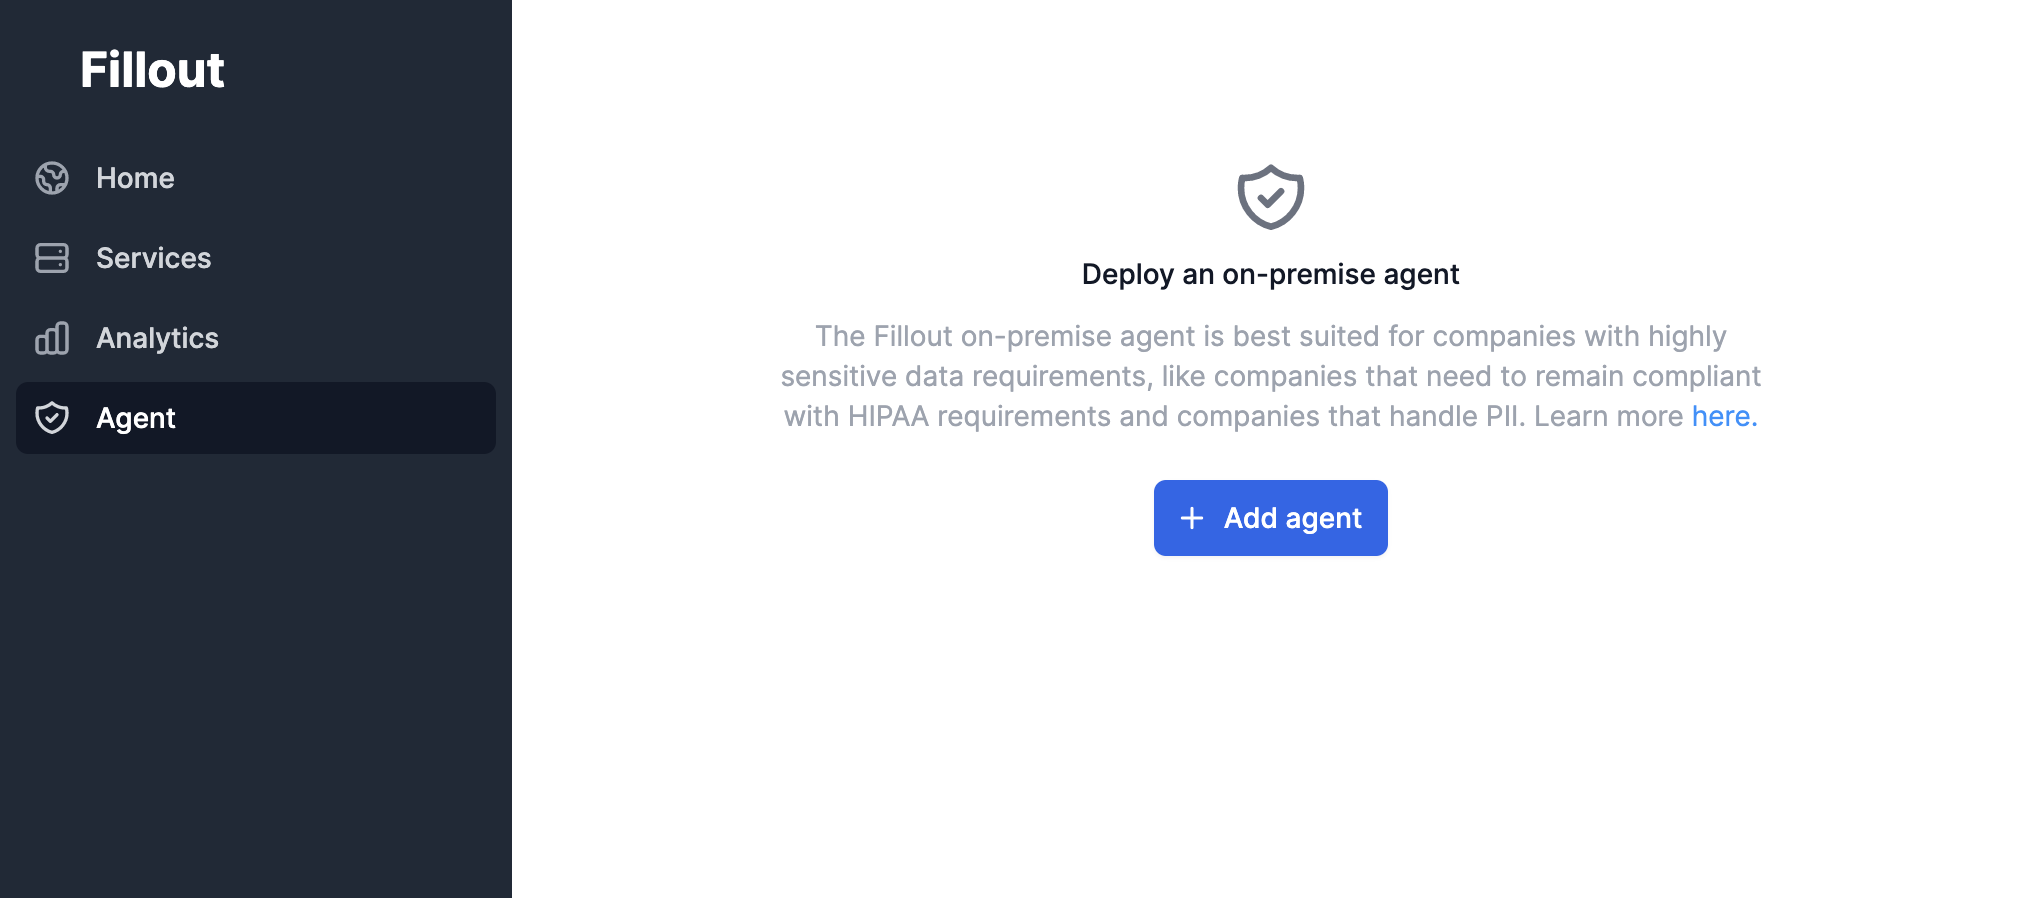 Fillout
Home
Services
Analytics
Agent
Deploy an on-premise agent
The Fillout on-premise agent is best suited for companies with highly
sensitive data requirements, like companies that need to remain compliant
with HIPAA requirements and companies that handle PII. Learn more here.
Add agent